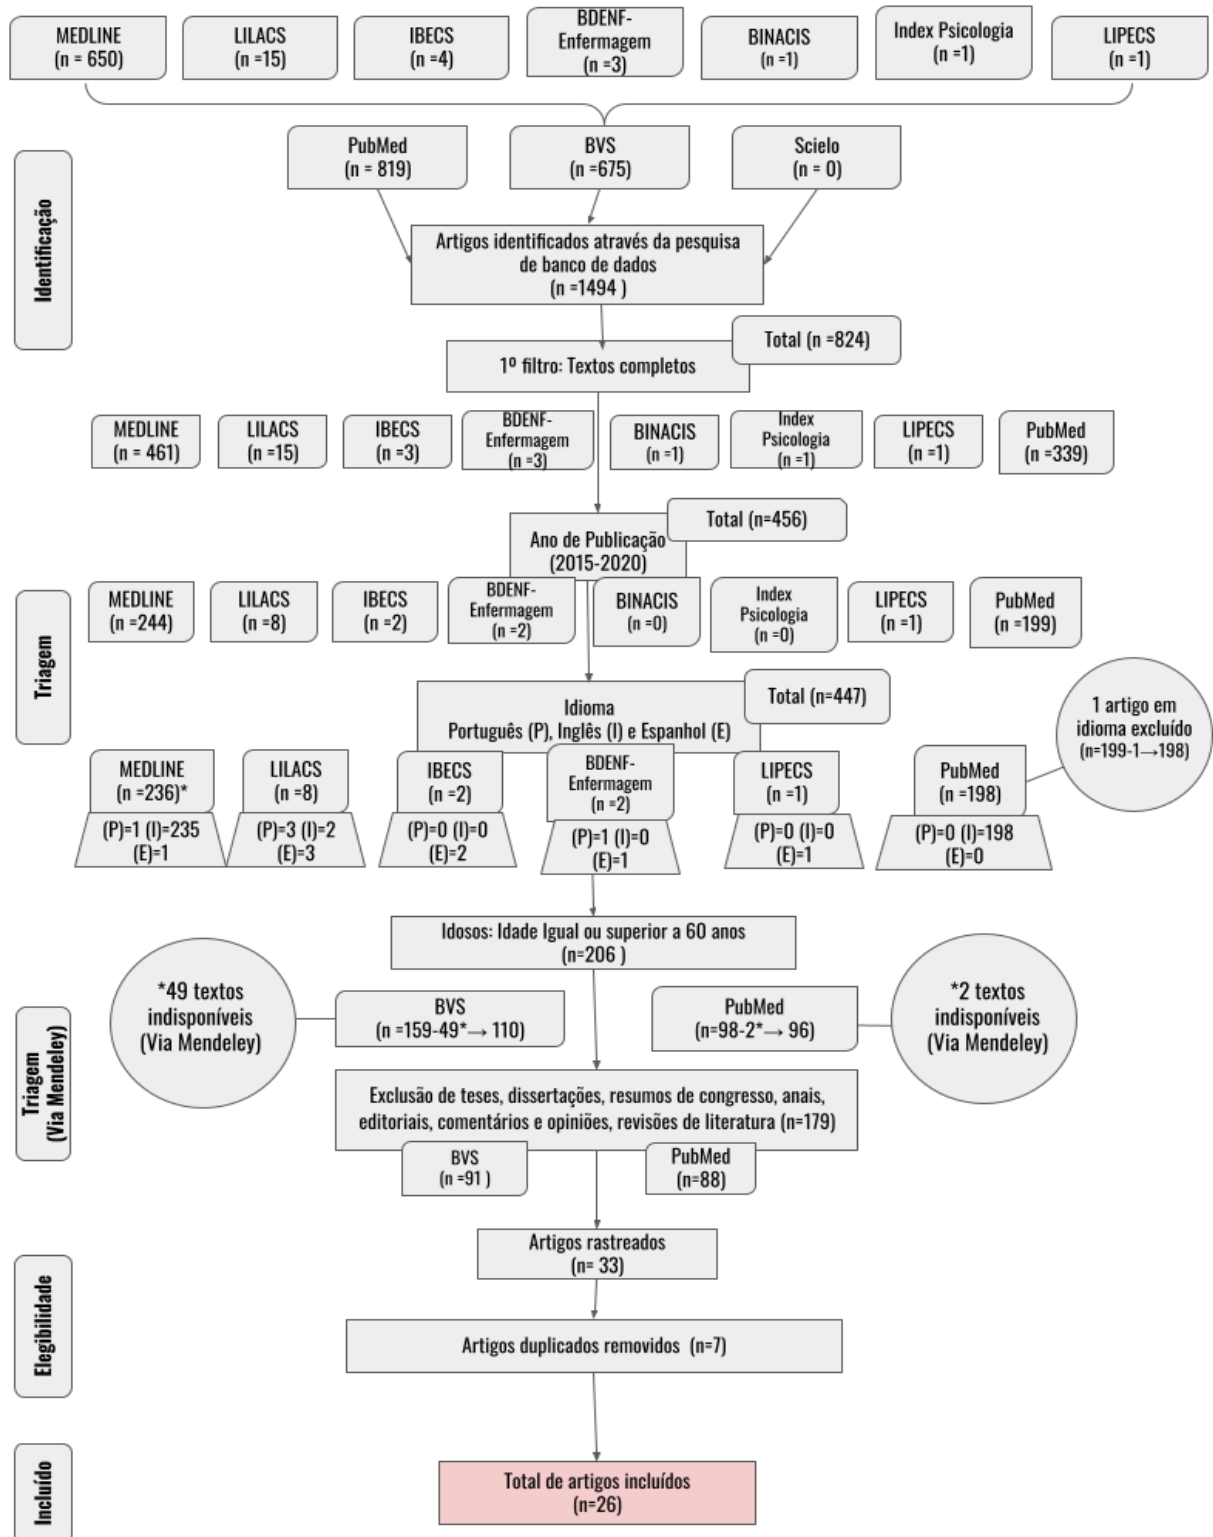 MEDLINE
(n = 650)
LILACS
(n =15)
IBECS
(n =4)
BDENF-
Enfermagem
(n =3)
BINACIS
(n =1)
Index Psicologia
(n =1)
LIPECS
(n =1)
Identificação
PubMed
(n = 819)
BVS
(n =675)
Scielo
(n = 0)
Artigos identificados através da pesquisa
de banco de dados
(n =1494 )
Total (n =824)
1º filtro: Textos completos
MEDLINE
(n = 461)
LILACS
(n =15)
IBECS
(n =3)
BDENF-
Enfermagem
(n =3)
BINACIS
(n =1)
Index
Psicologia
(n =1)
LIPECS
(n =1)
PubMed
(n =339)
Total (n=456)
Ano de Publicação
(2015-2020)
Triagem
MEDLINE
(n =244)
LILACS
(n =8)
IBECS
(n =2)
BDENF-
Enfermagem
(n =2)
BINACIS
(n =0)
Index
Psicologia
(n =0)
LIPECS
(n =1)
PubMed
(n =199)
Total (n=447)
Idioma
Português (P), Inglês (I) e Espanhol (E)
1 artigo em
idioma excluído
(n=199-1→198)
MEDLINE
(n =236)*
(P)=1 (I)=235
(E)=1
LILACS
(n =8)
(P)=3 (I)=2
(E)=3
IBECS
(n =2)
(P)=0 (I)=0
(E)=2
BDENF-
Enfermagem
(n =2)
(P)=1 (I)=0
(E)=1
LIPECS
(n =1)
(P)=0 (I)=0
(E)=1
PubMed
(n =198)
(P)=0 (I)=198
(E)=0
Idosos: Idade Igual ou superior a 60 anos
(n=206 )
Triagem
(Via Mendeley)
*49 textos
indisponíveis
(Via Mendeley)
BVS
(n =159-49*→ 110)
PubMed
(n=98-2*→ 96)
*2 textos
indisponíveis
(Via Mendeley)
Exclusão de teses, dissertações, resumos de congresso, anais,
editoriais, comentários e opiniões, revisões de literatura (n=179)
BVS
(n =91 )
PubMed
(n=88)
Elegibilidade
Artigos rastreados
(n= 33)
Artigos duplicados removidos (n=7)
Incluído
Total de artigos incluídos
(n=26)